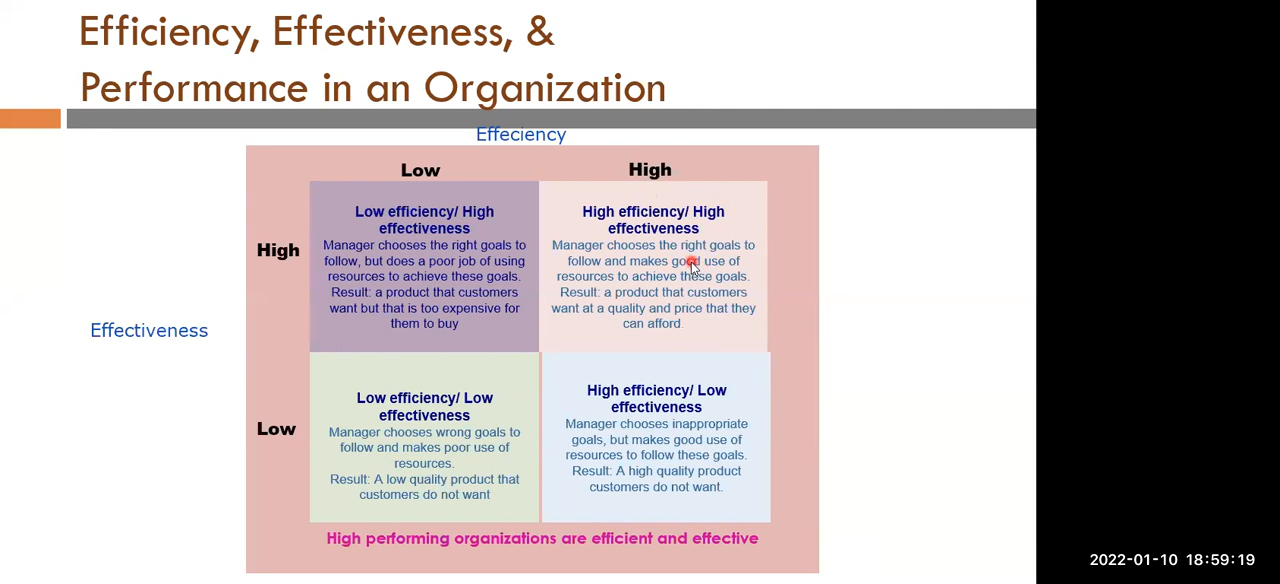 Efficiency, Effectiveness, &
Performance in an Organization
Effeciency
Low
High
High
Low efficiency/ High
effectiveness
Manager chooses the right goals to
follow, but does a poor job of using
resources to achieve these goals.
Result: a product that customers
want but that is too expensive for
them to buy
High efficiency/ High
effectiveness
Manager chooses the right goals to
follow and makes good use of
resources to achieve these goals.
Result: a product that customers
want at a quality and price that they
can afford.
Effectiveness
Low
Low efficiency/ Low
effectiveness
Manager chooses wrong goals to
follow and makes poor use of
resources.
Result: A low quality product that
customers do not want
High efficiency/ Low
effectiveness
Manager chooses inappropriate
goals, but makes good use of
resources to follow these goals.
Result: A high quality product
customers do not want.
High performing organizations are efficient and effective
2022-01-10 18:59:19